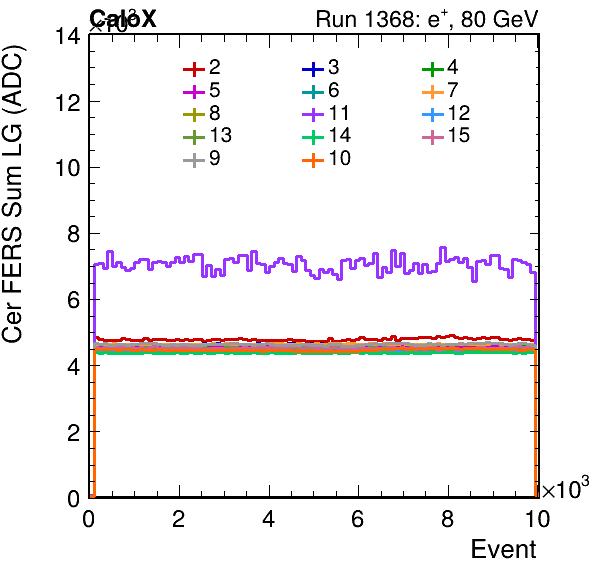 CaloX Run 1368: e⁺, 80 GeV
×10³
Cer FERS Sum LG (ADC)
14
12
10
8
6
4
2
0
2 3 4
5 6 7
8 11 12
13 14 15
9 10
0 2 4 6 8 10
×10³
Event